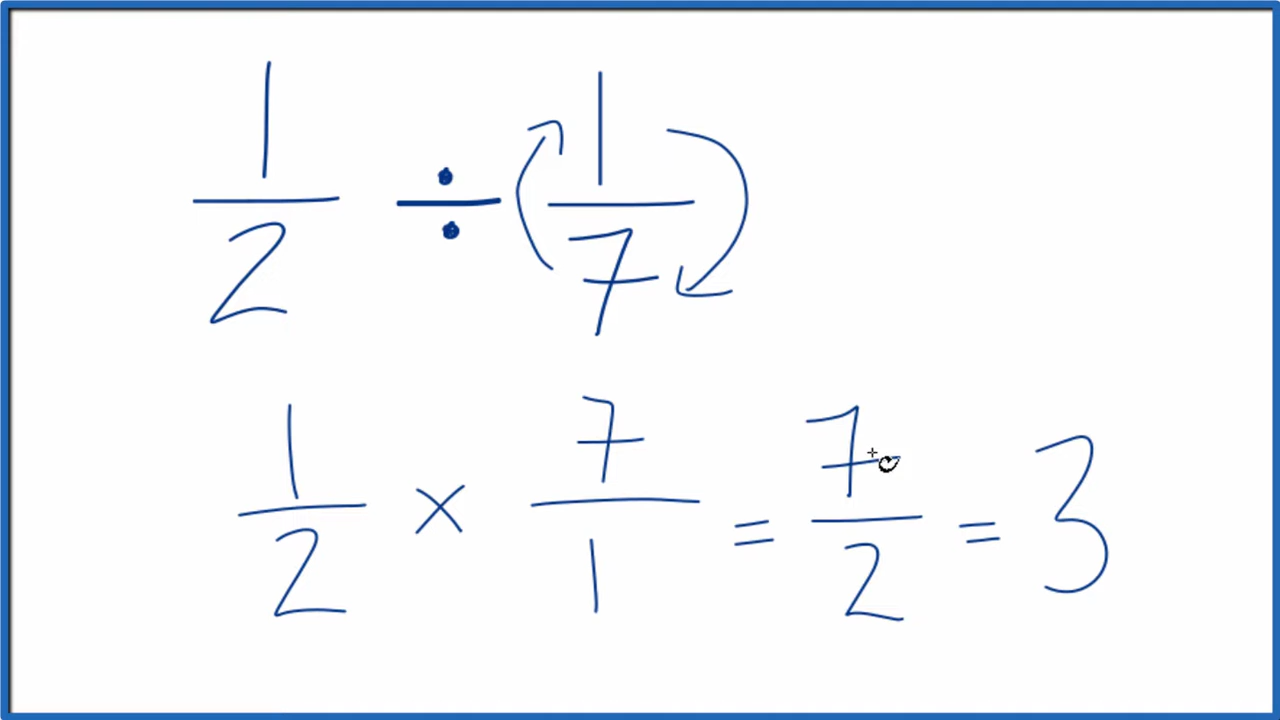 1/2 ÷ 1/7
1/2 × 7/1 = 7/2 = 3